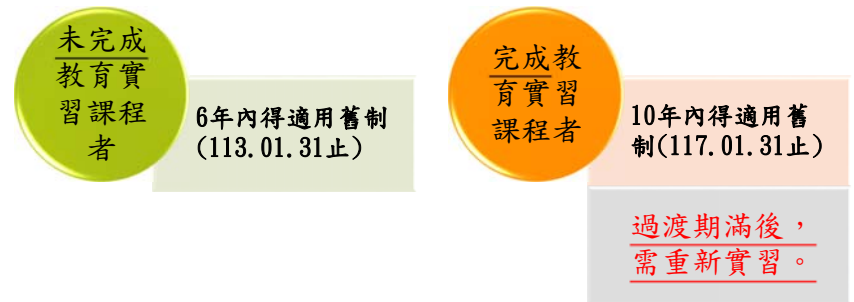 未完成
教育實
習課程
者
6年內得適用舊制
(113.01.31止)
完成教
育實習
課程者
10年內得適用舊
制(117.01.31止)
過渡期滿後，
需重新實習。